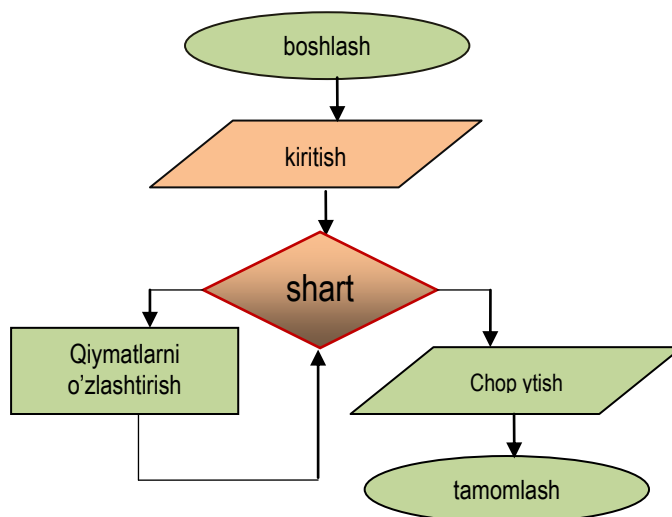 boshlash
kiritish
shart
Qiymatlarni
o’zlashtirish
Chop ytish
tamomlash